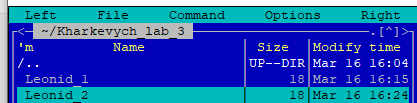 Left File Command Options Right
<─ ~/Kharkevych_lab_3 .[^]>
'm Name Size Modify time
/.. UP--DIR Mar 16 16:04
Leonid_1 18 Mar 16 16:15
Leonid_2 18 Mar 16 16:24